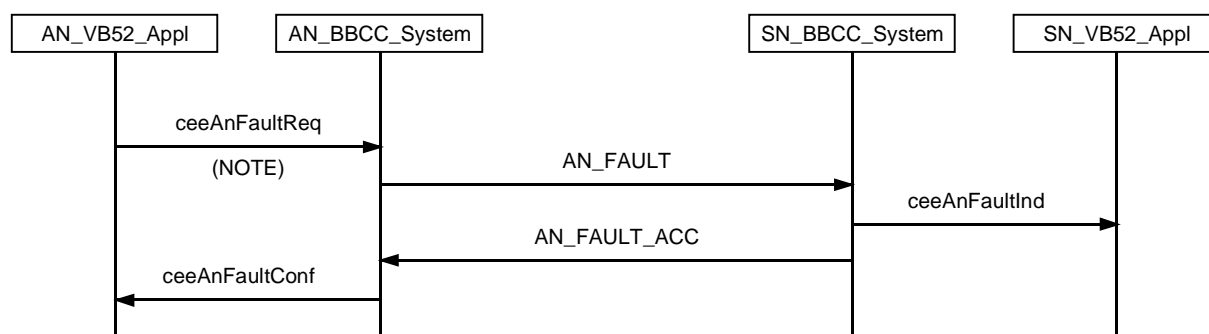 AN_VB52_Appl
AN_BBCC_System
SN_BBCC_System
SN_VB52_Appl
ceeAnFaultReq
(NOTE)
AN_FAULT
ceeAnFaultInd
AN_FAULT_ACC
ceeAnFaultConf